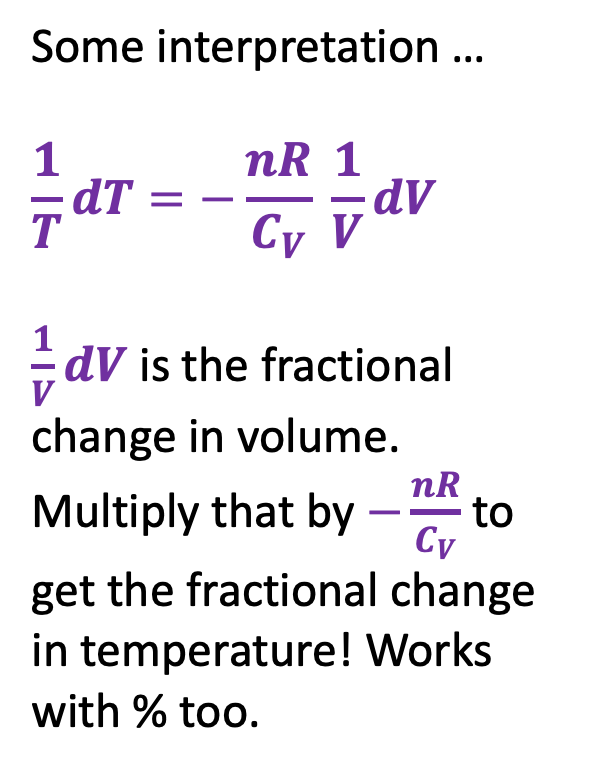 Some interpretation ...
1/T dT = − nR/C_V 1/V dV
1/V dV is the fractional
change in volume.
Multiply that by − nR/C_V to
get the fractional change
in temperature! Works
with % too.